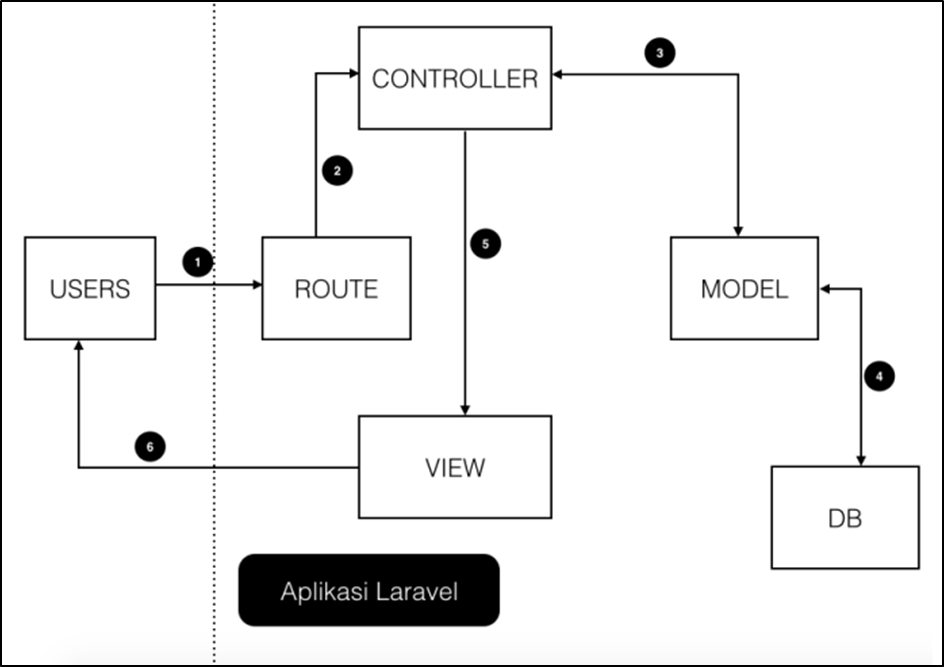 CONTROLLER
3
2
5
1
USERS
ROUTE
MODEL
4
6
VIEW
DB
Aplikasi Laravel